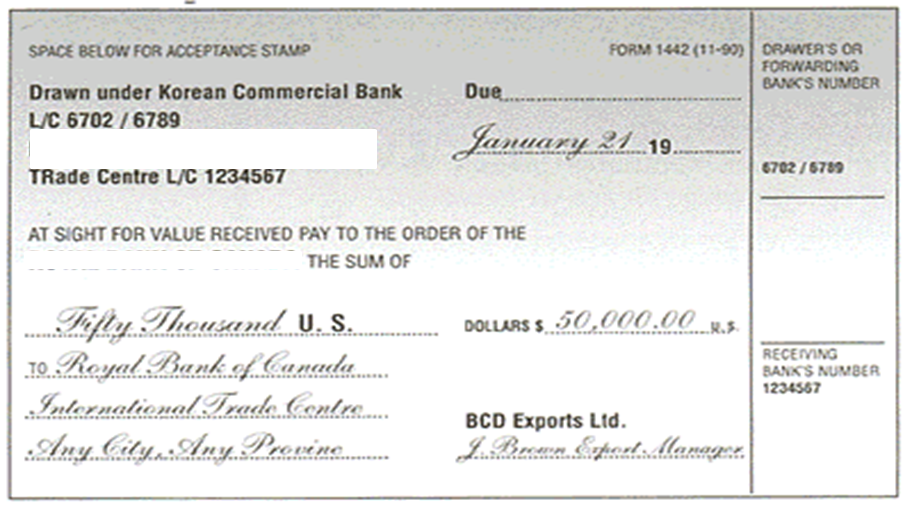 SPACE BELOW FOR ACCEPTANCE STAMP
FORM 1442 (11-90)
Drawn under Korean Commercial Bank
L/C 6702 / 6789
TRade Centre L/C 1234567
Due
January 21 19
AT SIGHT FOR VALUE RECEIVED PAY TO THE ORDER OF THE
THE SUM OF
Fifty Thousand U. S.
DOLLARS $ 50,000.00 U.S.
TO Royal Bank of Canada
International Trade Centre
Any City, Any Provinc
BCD Exports Ltd.
J. Brown Export Manager
DRAWER'S OR
FORWARDING
BANK'S NUMBER
6702 / 6789
RECEIVING
BANK'S NUMBER
1234567